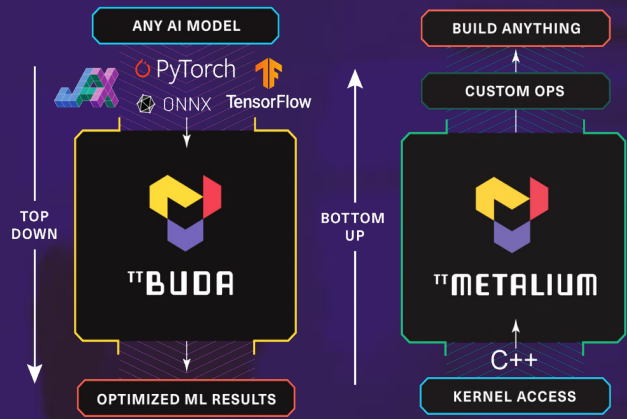 ANY AI MODEL
JAX
PyTorch
ONNX
TensorFlow
TOP
DOWN
TT BUDA
OPTIMIZED ML RESULTS
BUILD ANYTHING
CUSTOM OPS
BOTTOM
UP
TT METALIUM
C++
KERNEL ACCESS